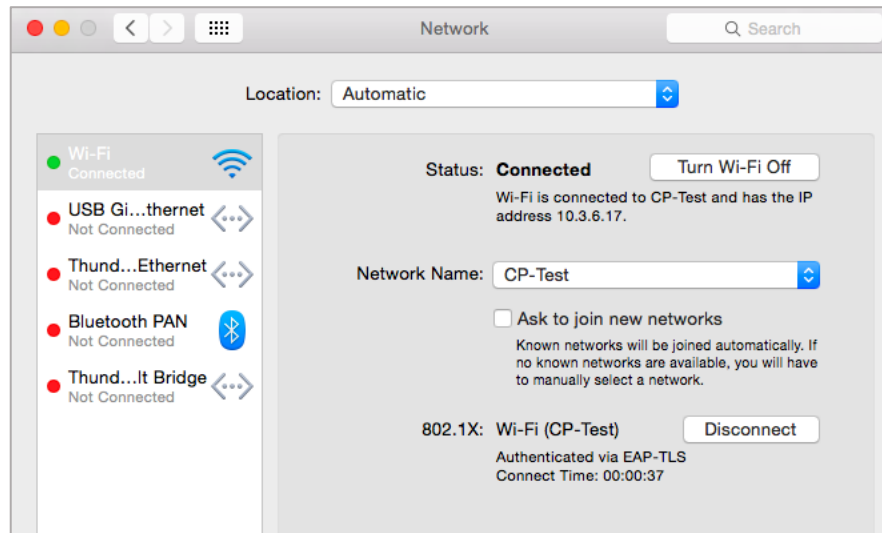 Network
Search
Location: Automatic
Wi-Fi
Connected
USB Gi...thernet
Not Connected
Thund...Ethernet
Not Connected
Bluetooth PAN
Not Connected
Thund...lt Bridge
Not Connected
Status: Connected Turn Wi-Fi Off
Wi-Fi is connected to CP-Test and has the IP
address 10.3.6.17.
Network Name: CP-Test
Ask to join new networks
Known networks will be joined automatically. If
no known networks are available, you will have
to manually select a network.
802.1X: Wi-Fi (CP-Test) Disconnect
Authenticated via EAP-TLS
Connect Time: 00:00:37